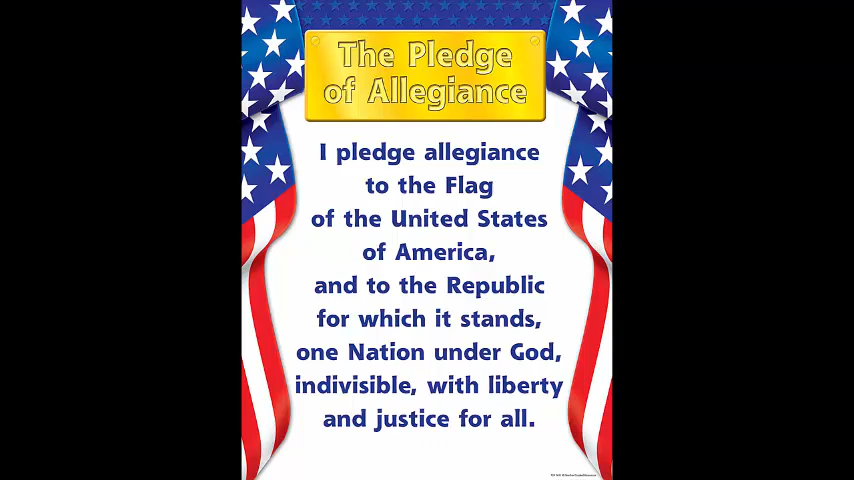 The Pledge
of Allegiance
I pledge allegiance
to the Flag
of the United States
of America,
and to the Republic
for which it stands,
one Nation under God,
indivisible, with liberty
and justice for all.